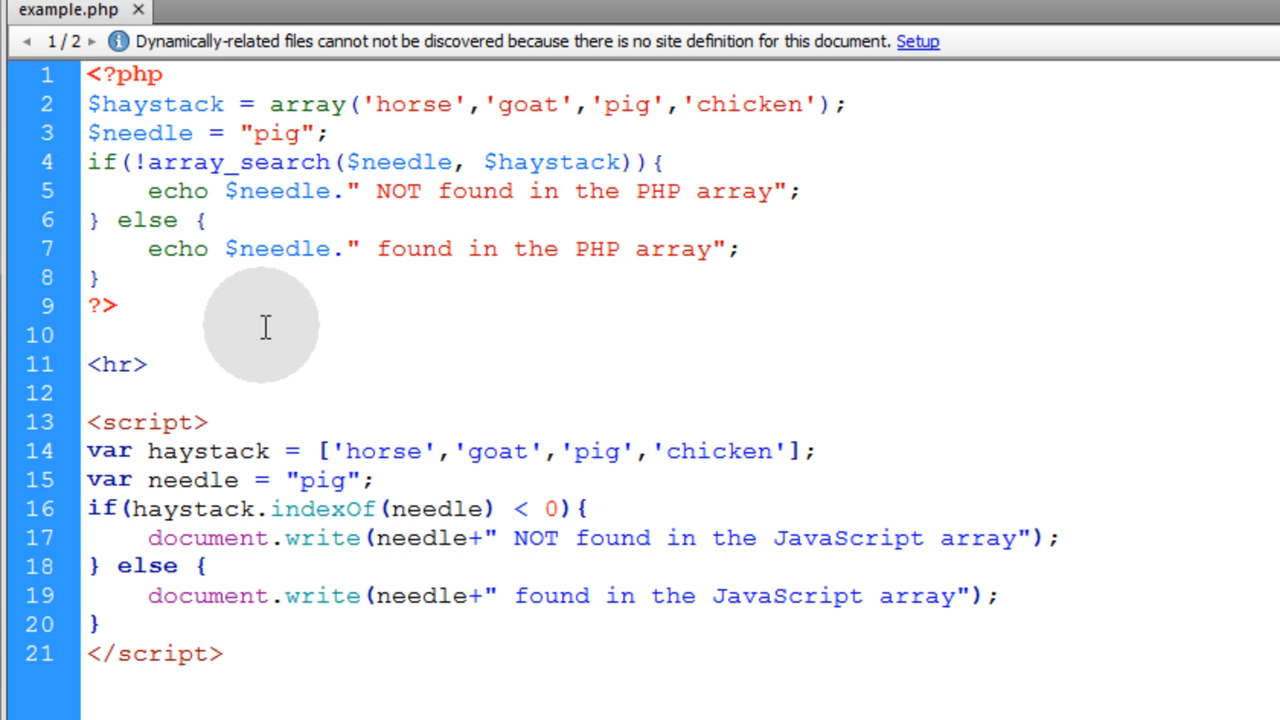 example.php ×
1 / 2 Dynamically-related files cannot not be discovered because there is no site definition for this document. Setup
1 <?php
2 $haystack = array('horse','goat','pig','chicken');
3 $needle = "pig";
4 if(!array_search($needle, $haystack)){
5     echo $needle." NOT found in the PHP array";
6 } else {
7     echo $needle." found in the PHP array";
8 }
9 ?>
10
11 <hr>
12
13 <script>
14 var haystack = ['horse','goat','pig','chicken'];
15 var needle = "pig";
16 if(haystack.indexOf(needle) < 0){
17     document.write(needle+" NOT found in the JavaScript array");
18 } else {
19     document.write(needle+" found in the JavaScript array");
20 }
21 </script>